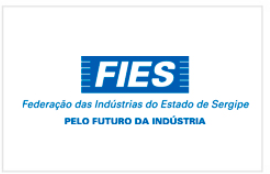 FIES
Federação das Indústrias do Estado de Sergipe
PELO FUTURO DA INDÚSTRIA